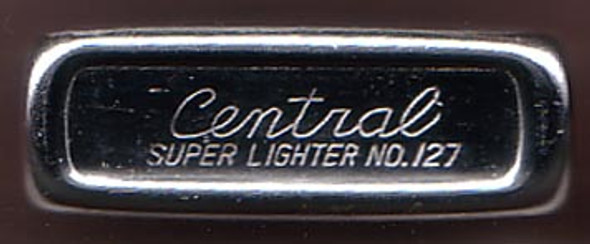 Central
SUPER LIGHTER NO.127